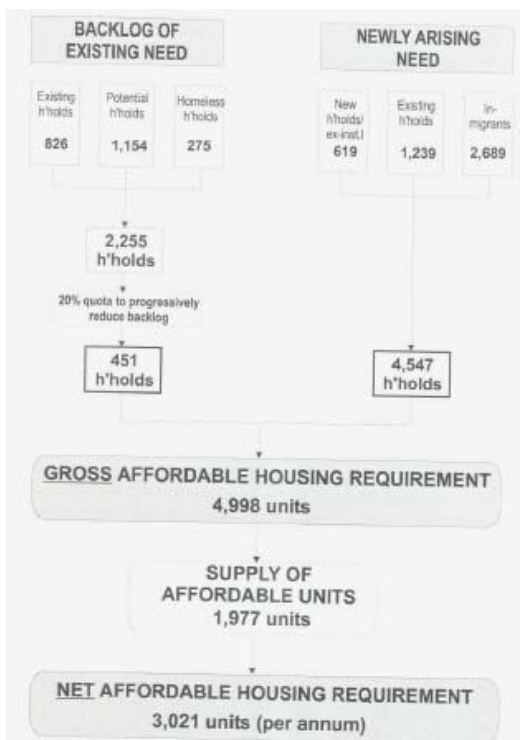 BACKLOG OF
EXISTING NEED
NEWLY ARISING
NEED
Existing
h'holds
826
Potential
h'holds
1,154
Homeless
h'holds
275
New
h'holds/
ex-inst.l
619
Existing
h'holds
1,239
In-
migrants
2,689
2,255
h'holds
20% quota to progressively
reduce backlog
451
h'holds
4,547
h'holds
GROSS AFFORDABLE HOUSING REQUIREMENT
4,998 units
SUPPLY OF
AFFORDABLE UNITS
1,977 units
NET AFFORDABLE HOUSING REQUIREMENT
3,021 units (per annum)